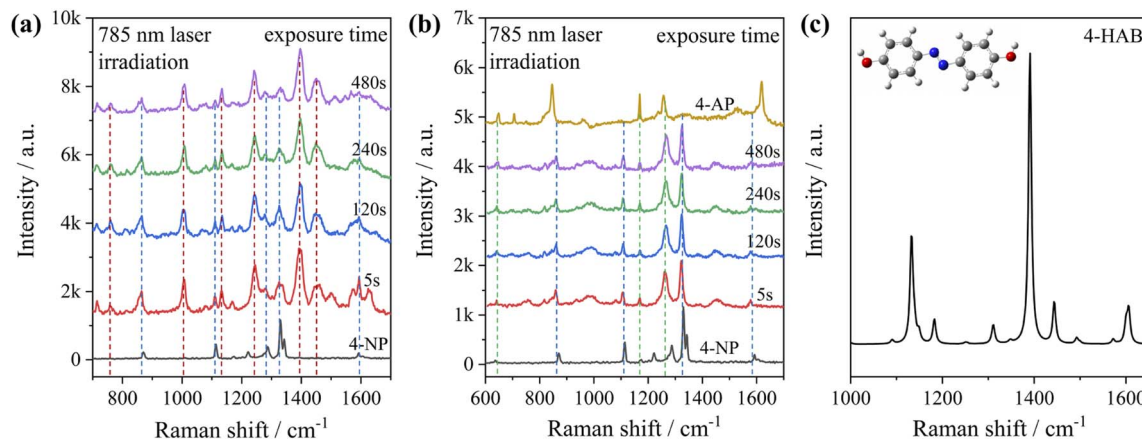 (a)
785 nm laser
irradiation
exposure time
480s
240s
120s
5s
4-NP
10k
8k
6k
4k
2k
0
800 1000 1200 1400 1600
Intensity / a.u.
Raman shift / cm⁻¹
(b)
785 nm laser
irradiation
exposure time
4-AP
480s
240s
120s
5s
4-NP
7k
6k
5k
4k
3k
2k
1k
0
600 800 1000 1200 1400 1600
Intensity / a.u.
Raman shift / cm⁻¹
(c)
4-HAB
1000 1200 1400 1600
Intensity / a.u.
Raman shift / cm⁻¹